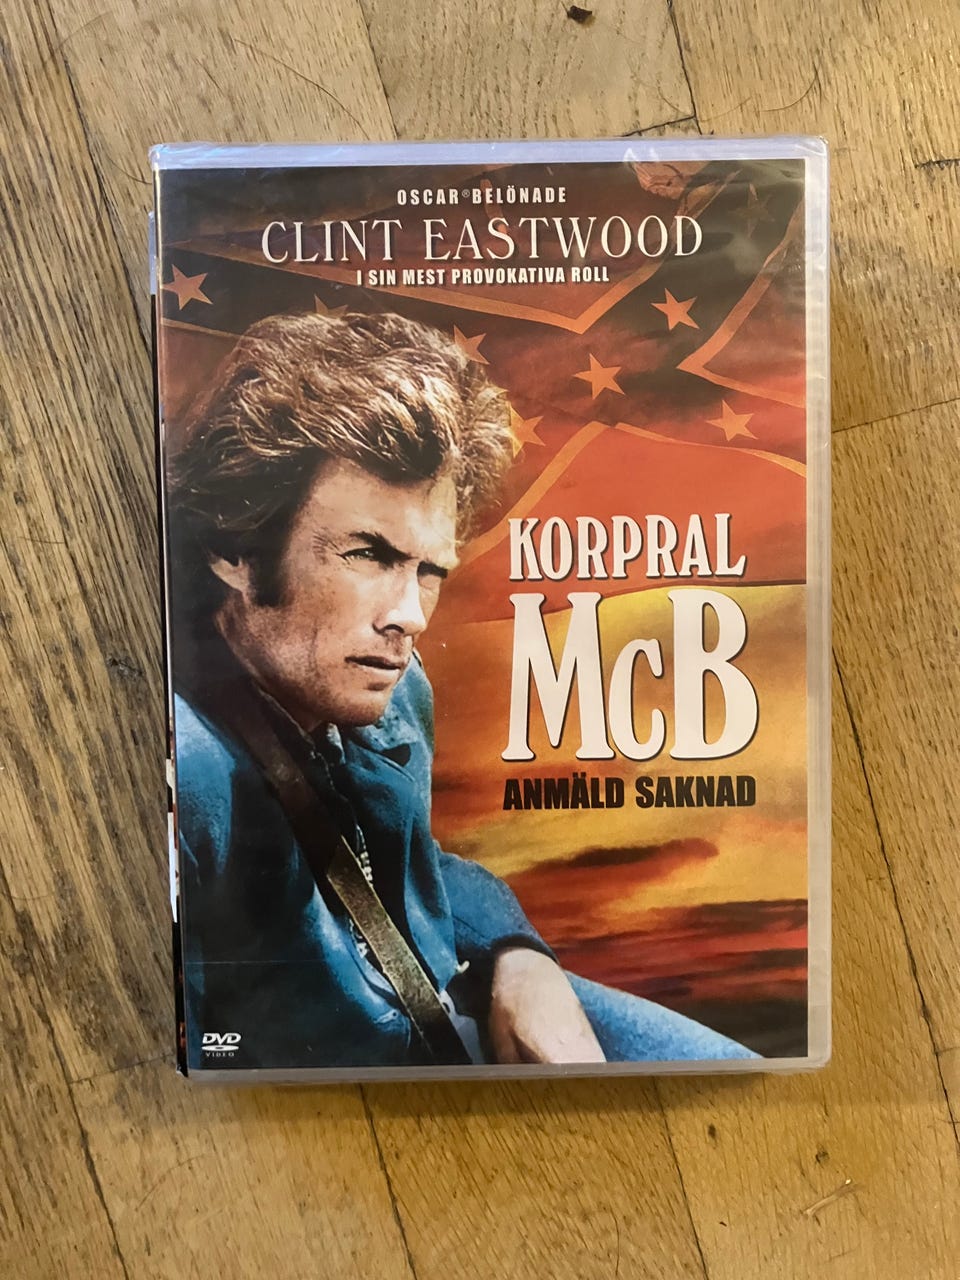 OSCAR® BELÖNADE
CLINT EASTWOOD
I SIN MEST PROVOKATIVA ROLL
KORPRAL
McB
ANMÄLD SAKNAD
DVD
VIDEO